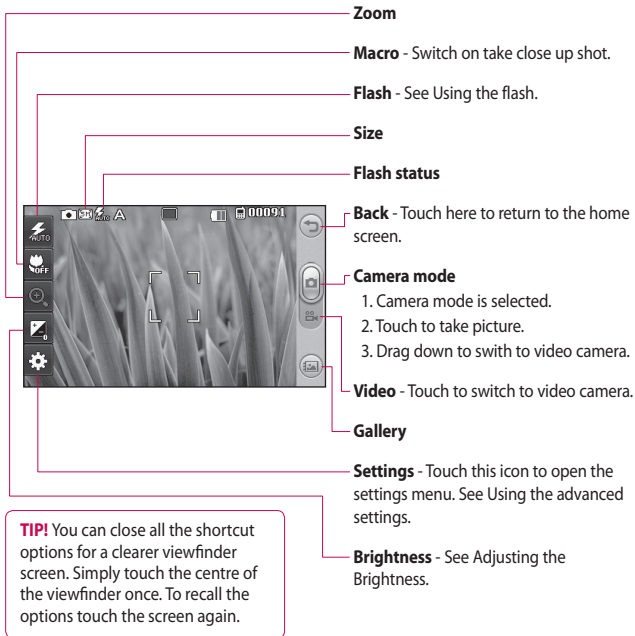 Zoom
Macro - Switch on take close up shot.
Flash - See Using the flash.
Size
Flash status
Back - Touch here to return to the home
screen.
Camera mode
1. Camera mode is selected.
2. Touch to take picture.
3. Drag down to swith to video camera.
Video - Touch to switch to video camera.
Gallery
Settings - Touch this icon to open the
settings menu. See Using the advanced
settings.
Brightness - See Adjusting the
Brightness.
AUTO A 00091
AUTO
OFF
0
TIP! You can close all the shortcut
options for a clearer viewfinder
screen. Simply touch the centre of
the viewfinder once. To recall the
options touch the screen again.